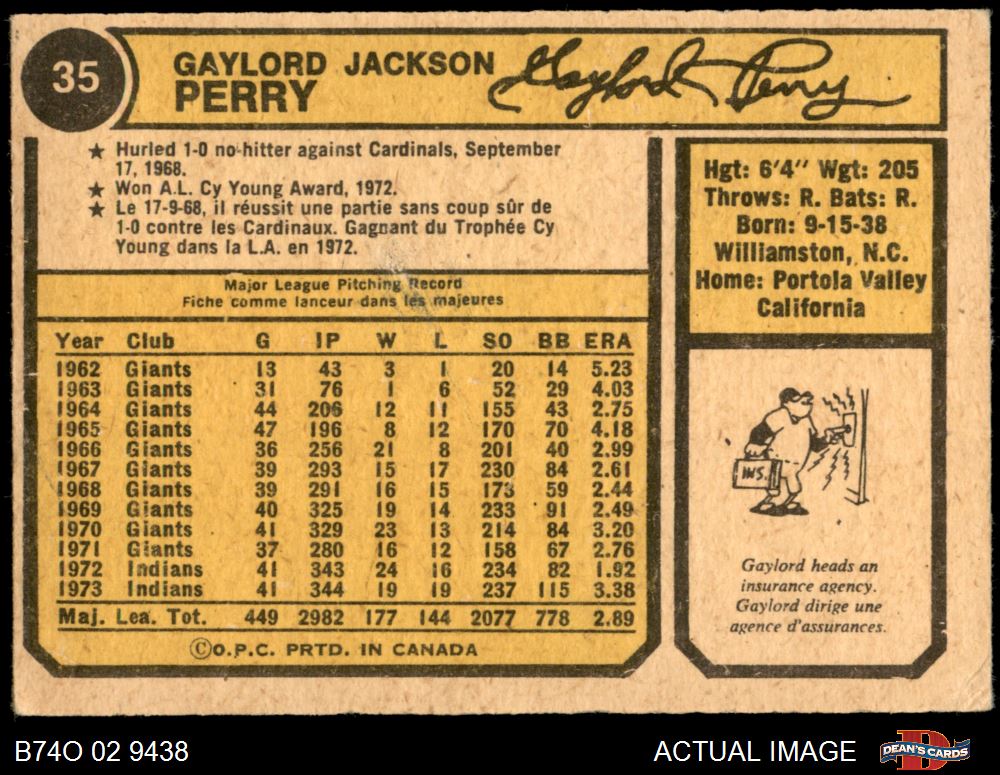 35
GAYLORD JACKSON
PERRY
Gaylord Perry
★ Hurled 1-0 no-hitter against Cardinals, September
17, 1968.
★ Won A.L. Cy Young Award, 1972.
★ Le 17-9-68, il réussit une partie sans coup sûr de
1-0 contre les Cardinaux. Gagnant du Trophée Cy
Young dans la L.A. en 1972.
Hgt: 6'4" Wgt: 205
Throws: R. Bats: R.
Born: 9-15-38
Williamston, N.C.
Home: Portola Valley
California
Major League Pitching Record
Fiche comme lanceur dans les majeures
Year Club G IP W L SO BB ERA
1962 Giants 13 43 3 1 20 14 5.23
1963 Giants 31 76 1 6 52 29 4.03
1964 Giants 44 206 12 11 155 43 2.75
1965 Giants 47 196 8 12 170 70 4.18
1966 Giants 36 256 21 8 201 40 2.99
1967 Giants 39 293 15 17 230 84 2.61
1968 Giants 39 291 16 15 173 59 2.44
1969 Giants 40 325 19 14 233 91 2.49
1970 Giants 41 329 23 13 214 84 3.20
1971 Giants 37 280 16 12 158 67 2.76
1972 Indians 41 343 24 16 234 82 1.92
1973 Indians 41 344 19 19 237 115 3.38
Maj. Lea. Tot. 449 2982 177 144 2077 778 2.89
©O.P.C. PRTD. IN CANADA
INS.
Gaylord heads an
insurance agency.
Gaylord dirige une
agence d'assurances.
B74O 02 9438
ACTUAL IMAGE
DEAN'S CARDS